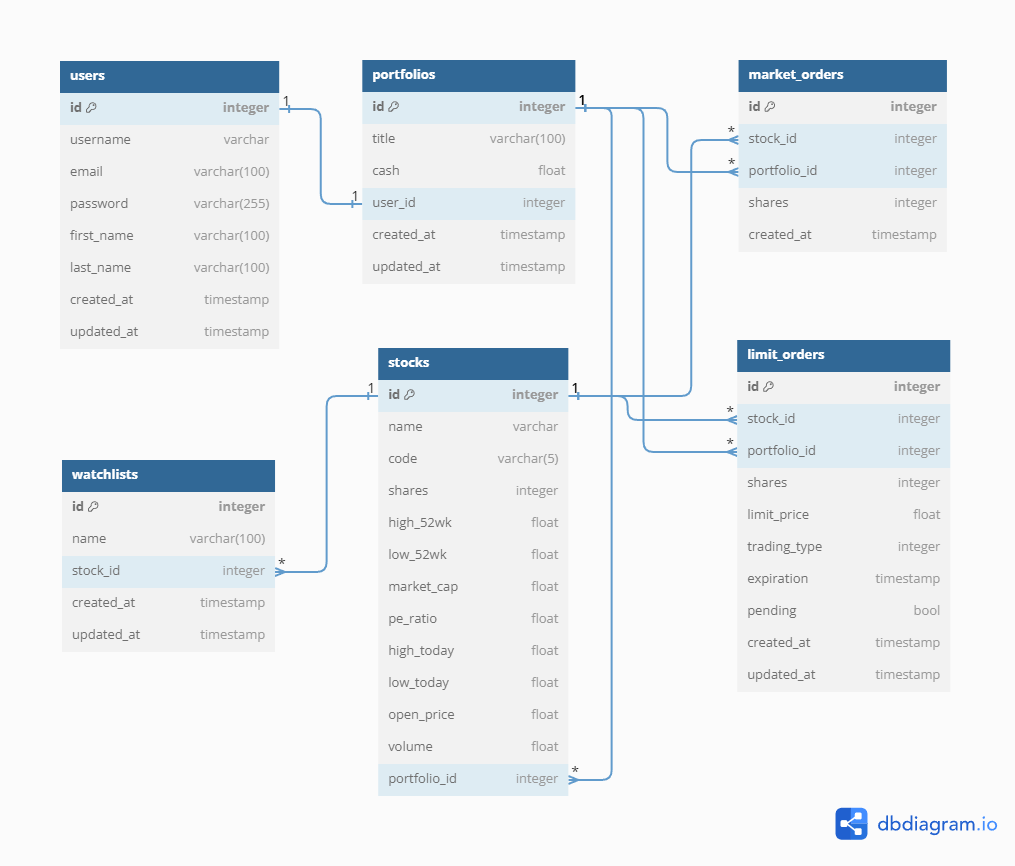 users
id integer
username varchar
email varchar(100)
password varchar(255)
first_name varchar(100)
last_name varchar(100)
created_at timestamp
updated_at timestamp
1
1
portfolios
id integer
title varchar(100)
cash float
user_id integer
created_at timestamp
updated_at timestamp
1
market_orders
id integer
* stock_id integer
* portfolio_id integer
shares integer
created_at timestamp
watchlists
id integer
name varchar(100)
stock_id integer *
created_at timestamp
updated_at timestamp
stocks
1 id integer 1
name varchar
code varchar(5)
shares integer
high_52wk float
low_52wk float
market_cap float
pe_ratio float
high_today float
low_today float
open_price float
volume float
portfolio_id integer *
limit_orders
id integer
* stock_id integer
* portfolio_id integer
shares integer
limit_price float
trading_type integer
expiration timestamp
pending bool
created_at timestamp
updated_at timestamp
dbdiagram.io